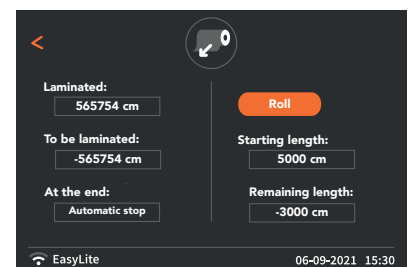 <
Laminated:
565754 cm
To be laminated:
-565754 cm
At the end:
Automatic stop
Roll
Starting length:
5000 cm
Remaining length:
-3000 cm
EasyLite
06-09-2021 15:30